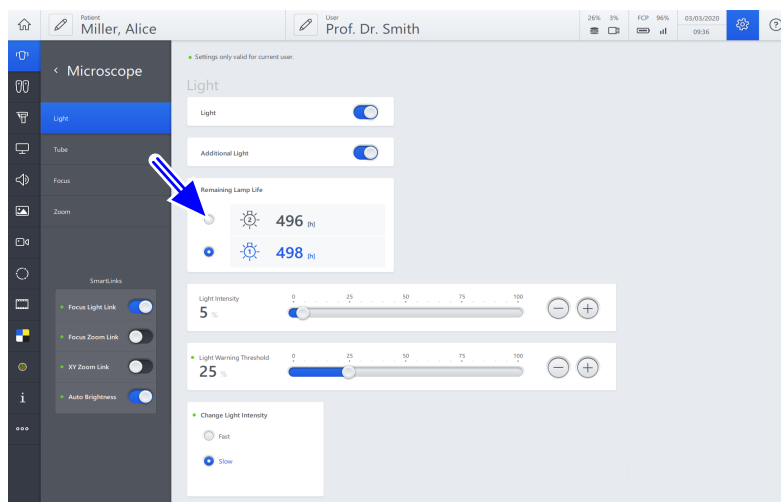 Patient
Miller, Alice
User
Prof. Dr. Smith
26% 3%
FCP 96%
03/03/2020
09:36
?
< Microscope
Light
Tube
Focus
Zoom
SmartLinks
Focus Light Link
Focus Zoom Link
XY Zoom Link
Auto Brightness
i
Settings only valid for current user.
Light
Light
Additional Light
Remaining Lamp Life
2 496 [h]
1 498 [h]
Light Intensity
5 %
0 25 50 75 100
Light Warning Threshold
25 %
0 25 50 75 100
Change Light Intensity
Fast
Slow